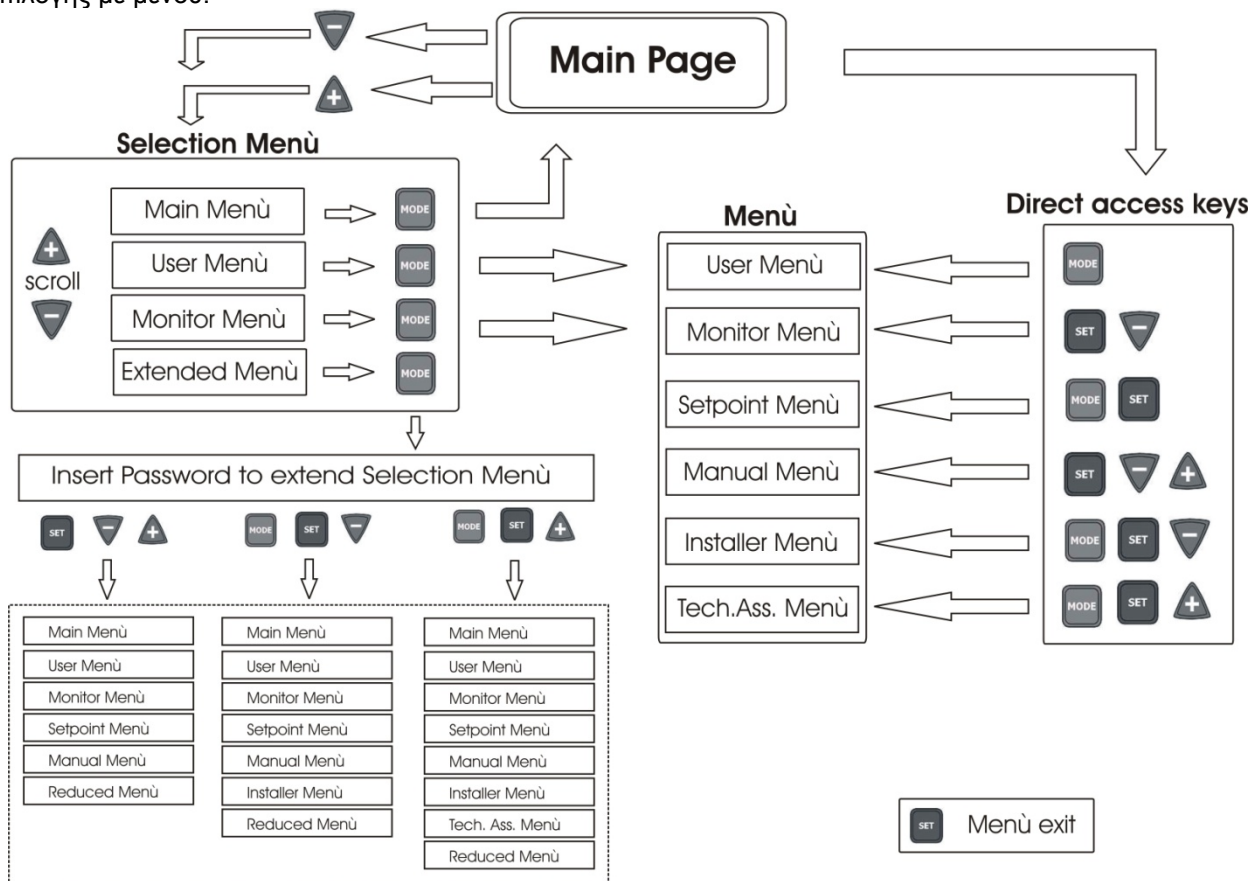 με μενού.
Main Page
Selection Menù
scroll
Main Menù
MODE
User Menù
MODE
Monitor Menù
MODE
Extended Menù
MODE
Insert Password to extend Selection Menù
SET
MODE SET
MODE SET
Main Menù
User Menù
Monitor Menù
Setpoint Menù
Manual Menù
Reduced Menù
Main Menù
User Menù
Monitor Menù
Setpoint Menù
Manual Menù
Installer Menù
Reduced Menù
Main Menù
User Menù
Monitor Menù
Setpoint Menù
Manual Menù
Installer Menù
Tech. Ass. Menù
Reduced Menù
Menù
User Menù
Monitor Menù
Setpoint Menù
Manual Menù
Installer Menù
Tech.Ass. Menù
Direct access keys
MODE
SET
MODE SET
SET
MODE SET
MODE SET
SET Menù exit